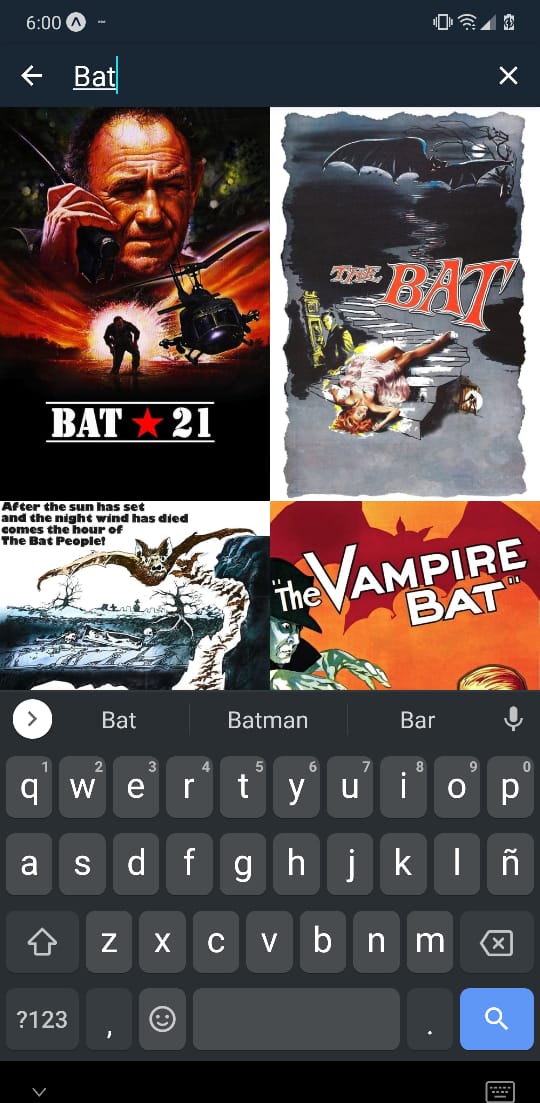 6:00
Bat
BAT ★ 21
THE BAT
After the sun has set
and the night wind has died
comes the hour of
The Bat People!
"The VAMPIRE
BAT"
Bat Batman Bar
1 2 3 4 5 6 7 8 9 0
q w e r t y u i o p
a s d f g h j k l ñ
z x c v b n m
?123 , .